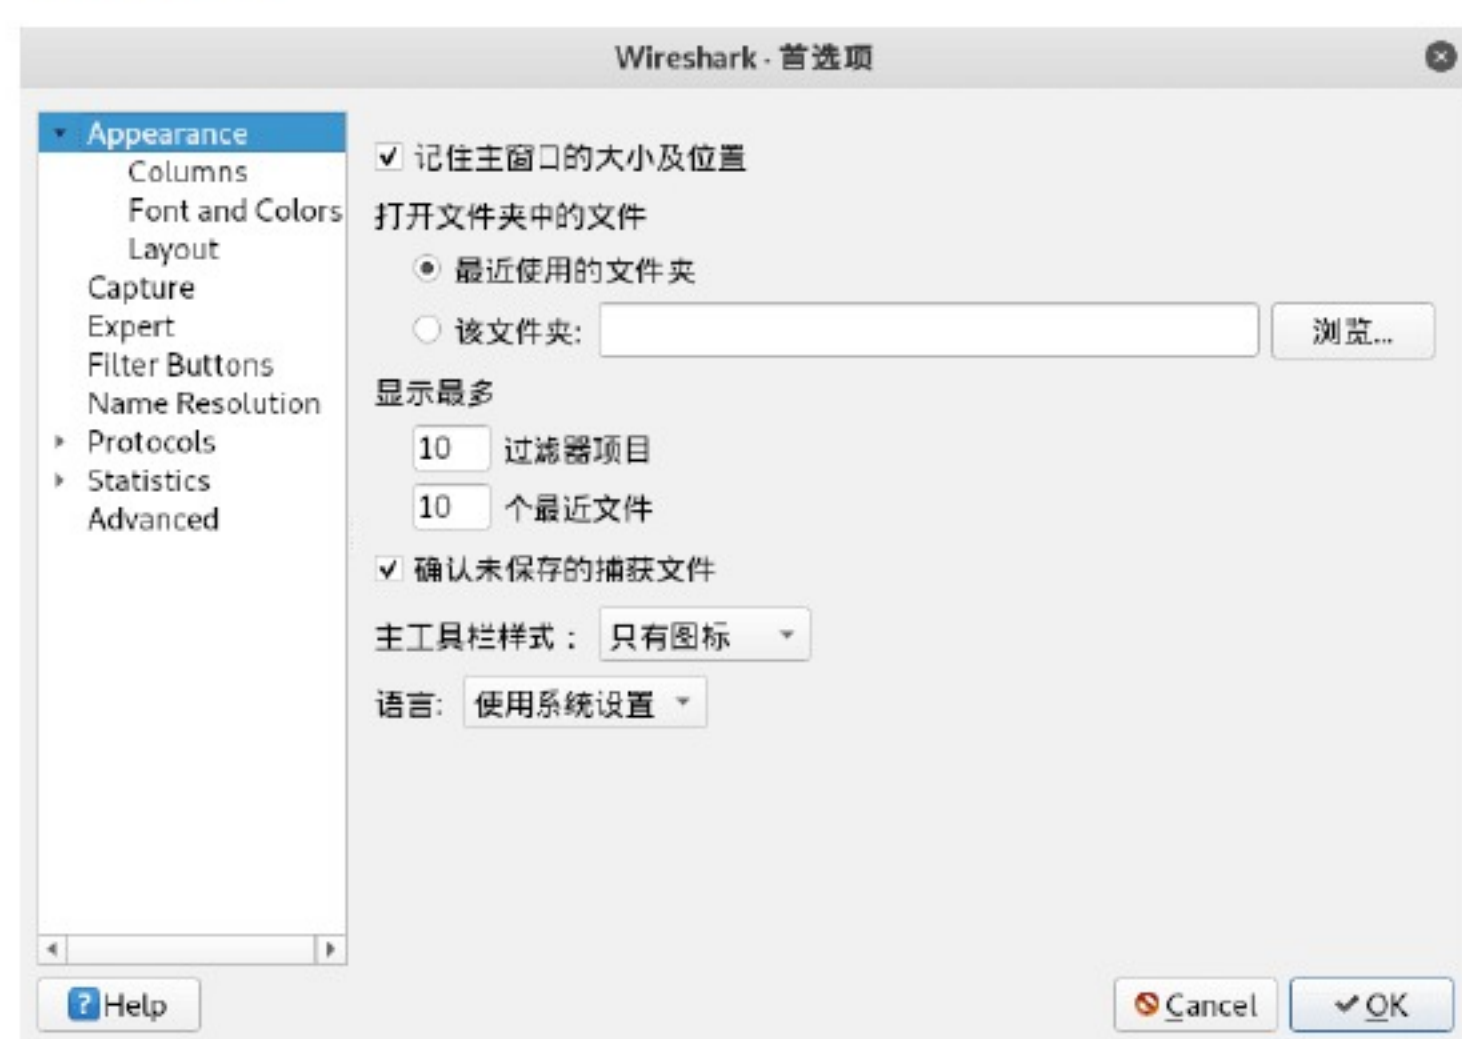 Wireshark · 首选项
Appearance
Columns
Font and Colors
Layout
Capture
Expert
Filter Buttons
Name Resolution
Protocols
Statistics
Advanced
记住主窗口的大小及位置
打开文件夹中的文件
最近使用的文件夹
该文件夹: 浏览...
显示最多
10 过滤器项目
10 个最近文件
确认未保存的捕获文件
主工具栏样式： 只有图标
语言: 使用系统设置
? Help
Cancel
OK